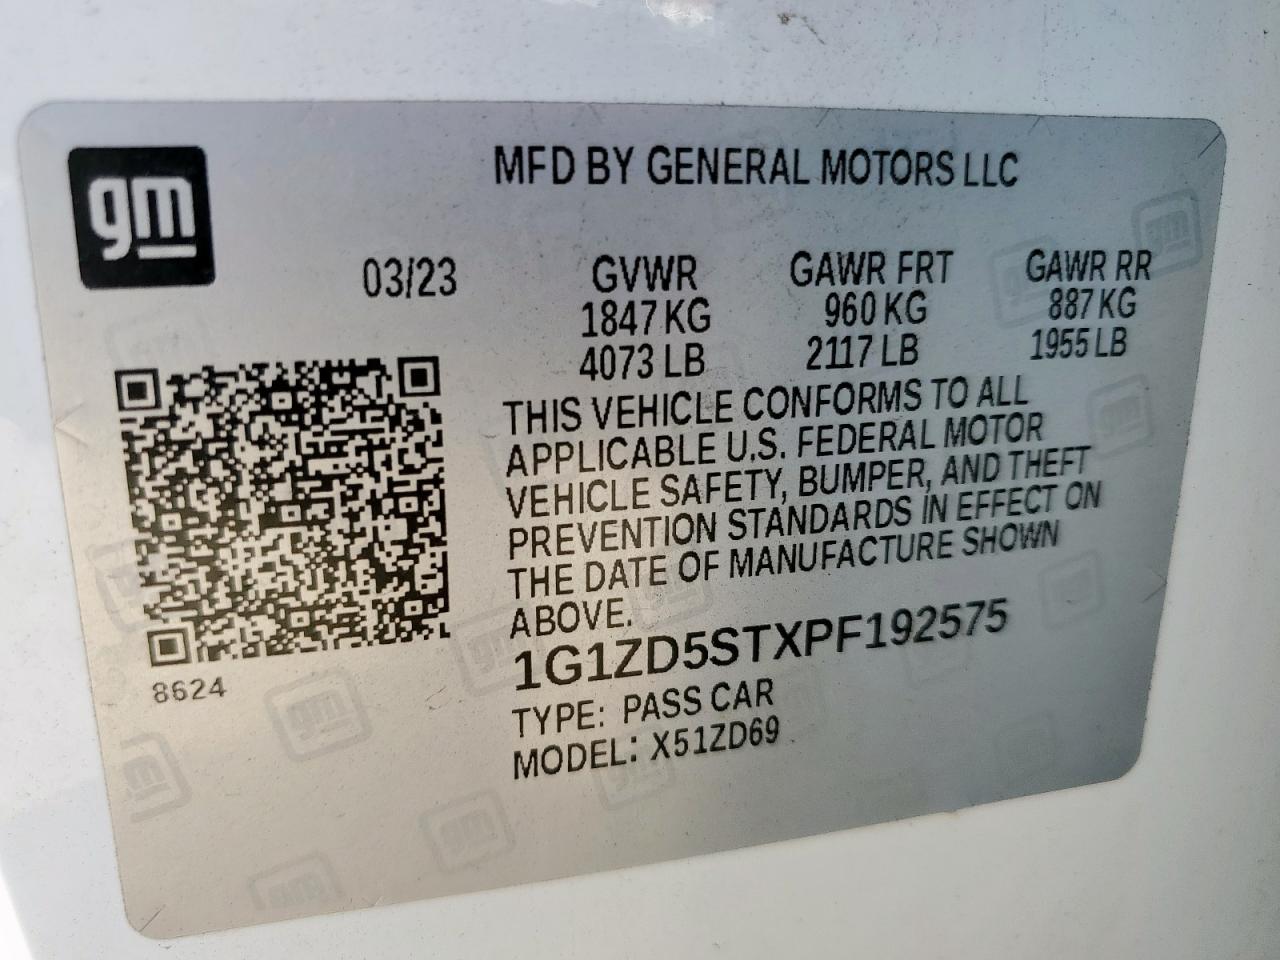 gm
MFD BY GENERAL MOTORS LLC
03/23
GVWR GAWR FRT GAWR RR
1847 KG 960 KG 887 KG
4073 LB 2117 LB 1955 LB
THIS VEHICLE CONFORMS TO ALL
APPLICABLE U.S. FEDERAL MOTOR
VEHICLE SAFETY, BUMPER, AND THEFT
PREVENTION STANDARDS IN EFFECT ON
THE DATE OF MANUFACTURE SHOWN
ABOVE.
1G1ZD5STXPF192575
TYPE: PASS CAR
MODEL: X51ZD69
8624